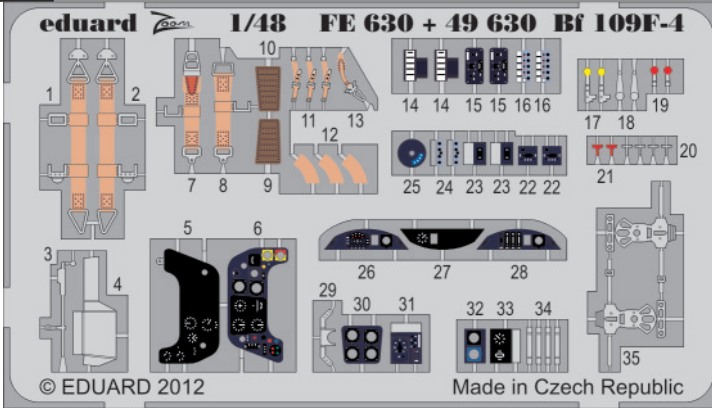 eduard Zoom 1/48 FE 630 + 49 630 Bf 109F-4
10
1 2 11 13 14 14 15 15 16 16 17 18 19
12
7 8 9 25 24 23 23 22 22 21 20
3 4 5 6 26 27 28
29 30 31 32 33 34 35
© EDUARD 2012 Made in Czech Republic